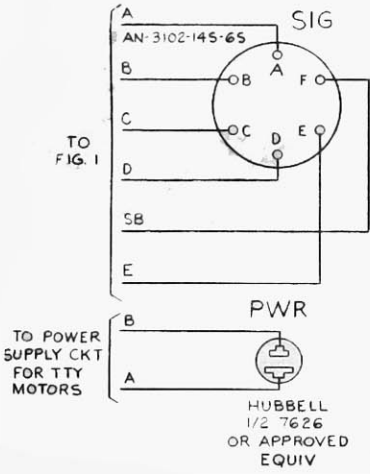 A
AN-3102-14S-6S
SIG
A
B
B
F
C
C
D
E
TO
FIG. 1
D
SB
E
PWR
B
TO POWER
SUPPLY CKT
FOR TTY
MOTORS
A
HUBBELL
1/2 7626
OR APPROVED
EQUIV